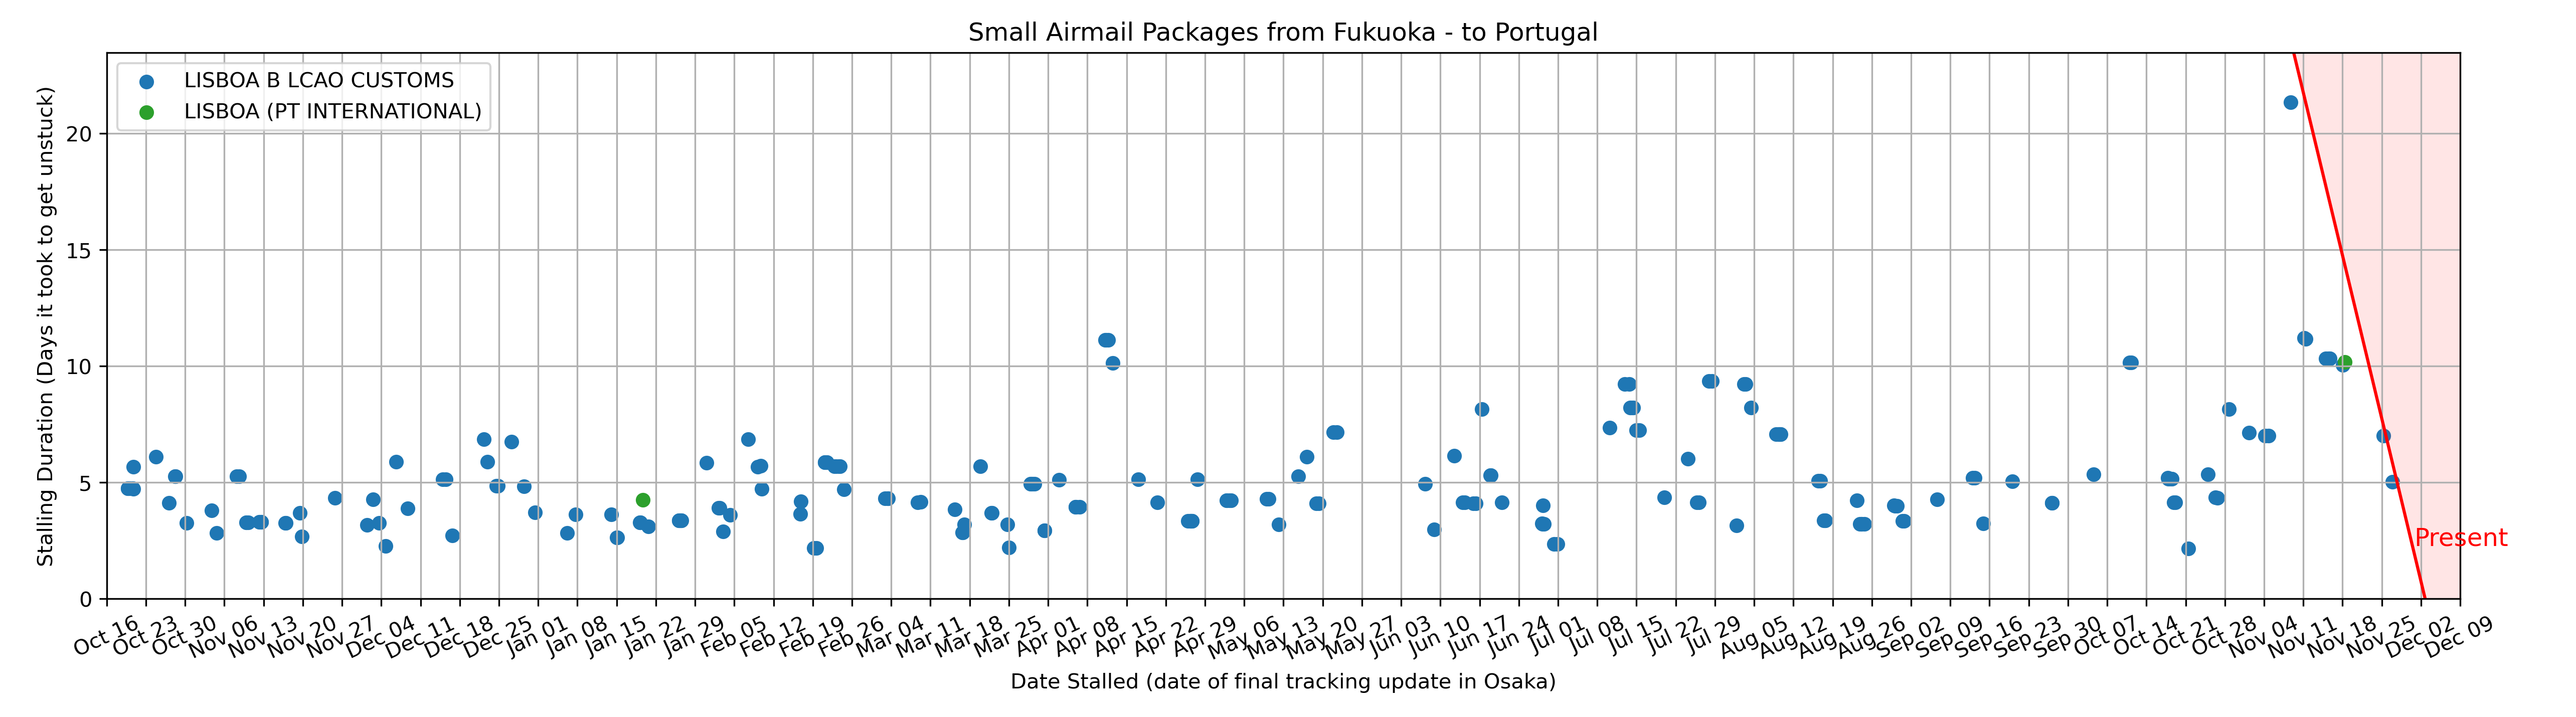 Small Airmail Packages from Fukuoka - to Portugal
LISBOA B LCAO CUSTOMS
LISBOA (PT INTERNATIONAL)
Stalling Duration (Days it took to get unstuck)
20
15
10
5
0
Present
Oct 16 Oct 23 Oct 30 Nov 06 Nov 13 Nov 20 Nov 27 Dec 04 Dec 11 Dec 18 Dec 25 Jan 01 Jan 08 Jan 15 Jan 22 Jan 29 Feb 05 Feb 12 Feb 19 Feb 26 Mar 04 Mar 11 Mar 18 Mar 25 Apr 01 Apr 08 Apr 15 Apr 22 Apr 29 May 06 May 13 May 20 May 27 Jun 03 Jun 10 Jun 17 Jun 24 Jul 01 Jul 08 Jul 15 Jul 22 Jul 29 Aug 05 Aug 12 Aug 19 Aug 26 Sep 02 Sep 09 Sep 16 Sep 23 Sep 30 Oct 07 Oct 14 Oct 21 Oct 28 Nov 04 Nov 11 Nov 18 Nov 25 Dec 02 Dec 09
Date Stalled (date of final tracking update in Osaka)